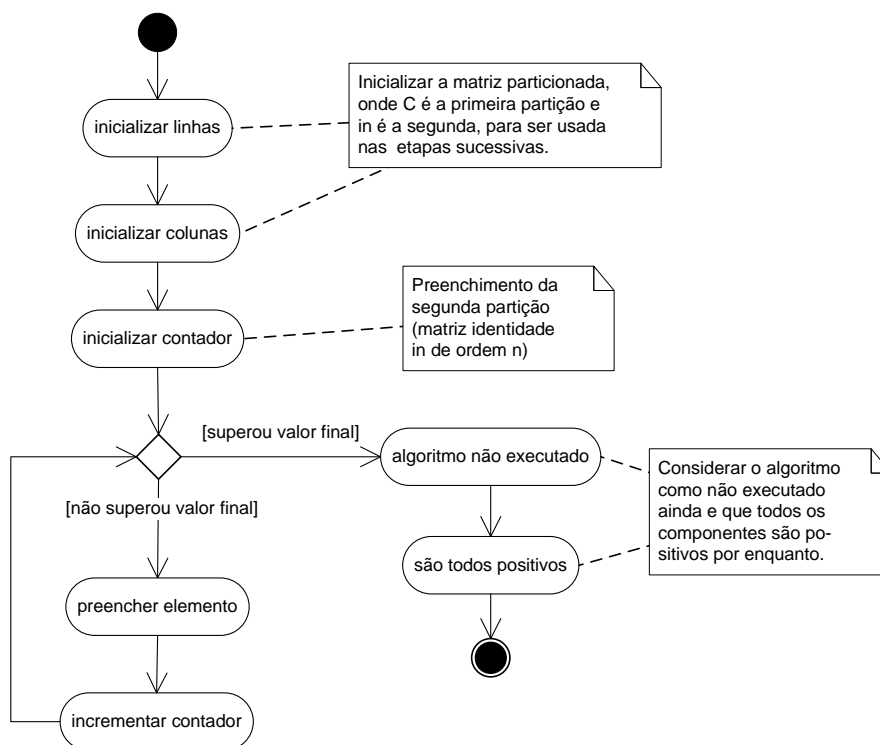 inicializar linhas
Inicializar a matriz particionada,
onde C é a primeira partição e
in é a segunda, para ser usada
nas etapas sucessivas.
inicializar colunas
inicializar contador
Preenchimento da
segunda partição
(matriz identidade
in de ordem n)
[superou valor final]
algoritmo não executado
Considerar o algoritmo
como não executado
ainda e que todos os
componentes são po-
sitivos por enquanto.
[não superou valor final]
são todos positivos
preencher elemento
incrementar contador